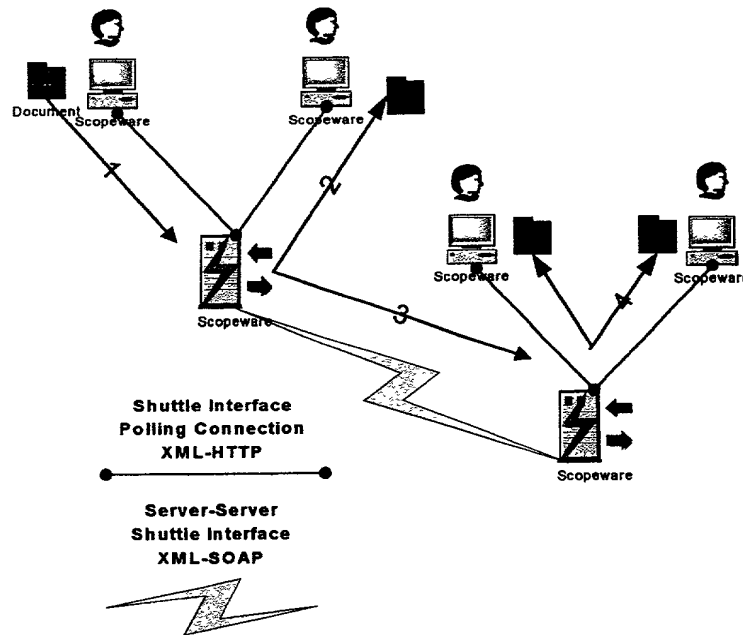 Document
Scopeware
Scopeware
1
2
Scopeware
Scopeware
Scopeware
3
4
Scopeware
Shuttle Interface
Polling Connection
XML-HTTP
Server-Server
Shuttle Interface
XML-SOAP